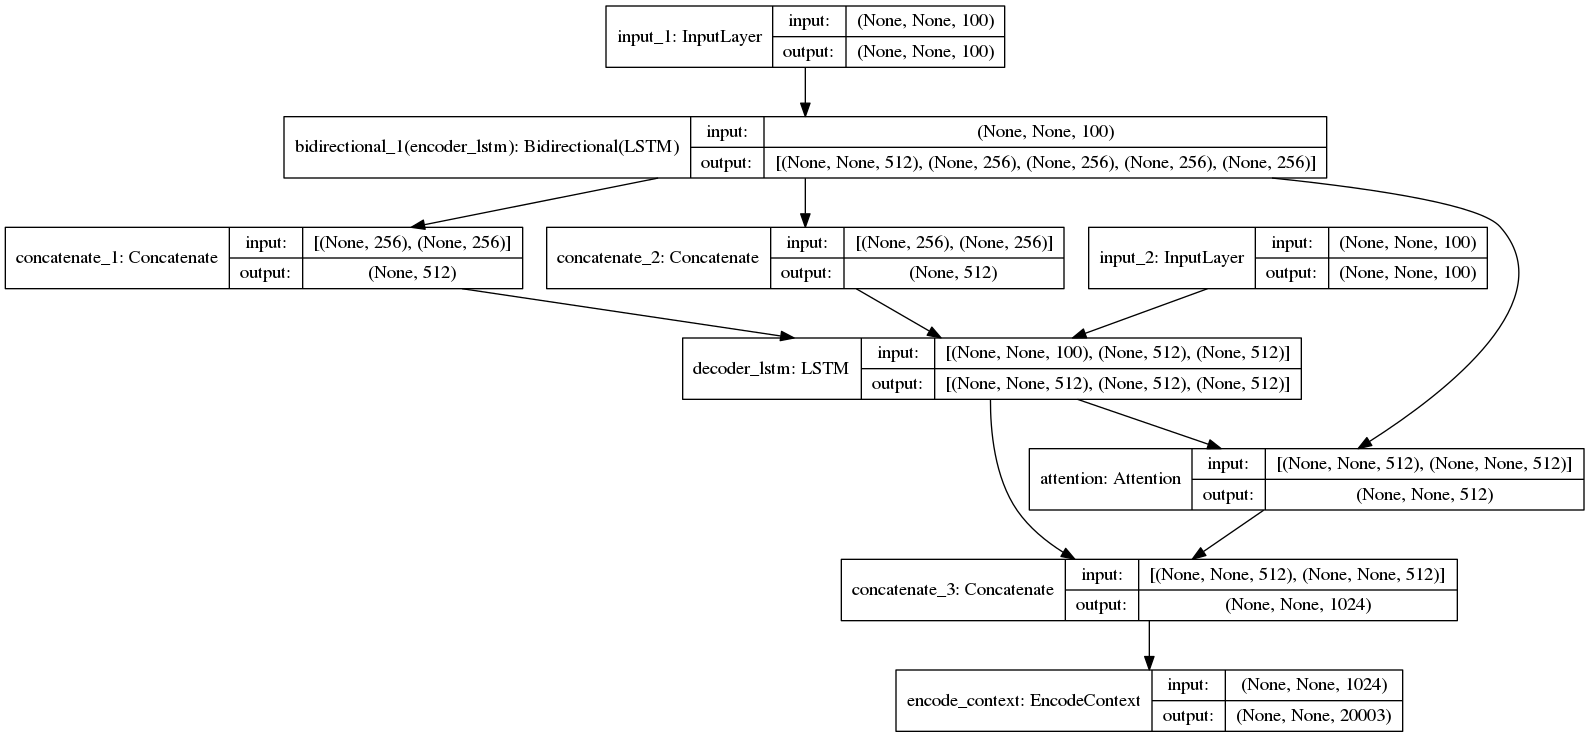 input_1: InputLayer
input: (None, None, 100)
output: (None, None, 100)
bidirectional_1(encoder_lstm): Bidirectional(LSTM)
input: (None, None, 100)
output: [(None, None, 512), (None, 256), (None, 256), (None, 256), (None, 256)]
concatenate_1: Concatenate
input: [(None, 256), (None, 256)]
output: (None, 512)
concatenate_2: Concatenate
input: [(None, 256), (None, 256)]
output: (None, 512)
input_2: InputLayer
input: (None, None, 100)
output: (None, None, 100)
decoder_lstm: LSTM
input: [(None, None, 100), (None, 512), (None, 512)]
output: [(None, None, 512), (None, 512), (None, 512)]
attention: Attention
input: [(None, None, 512), (None, None, 512)]
output: (None, None, 512)
concatenate_3: Concatenate
input: [(None, None, 512), (None, None, 512)]
output: (None, None, 1024)
encode_context: EncodeContext
input: (None, None, 1024)
output: (None, None, 20003)